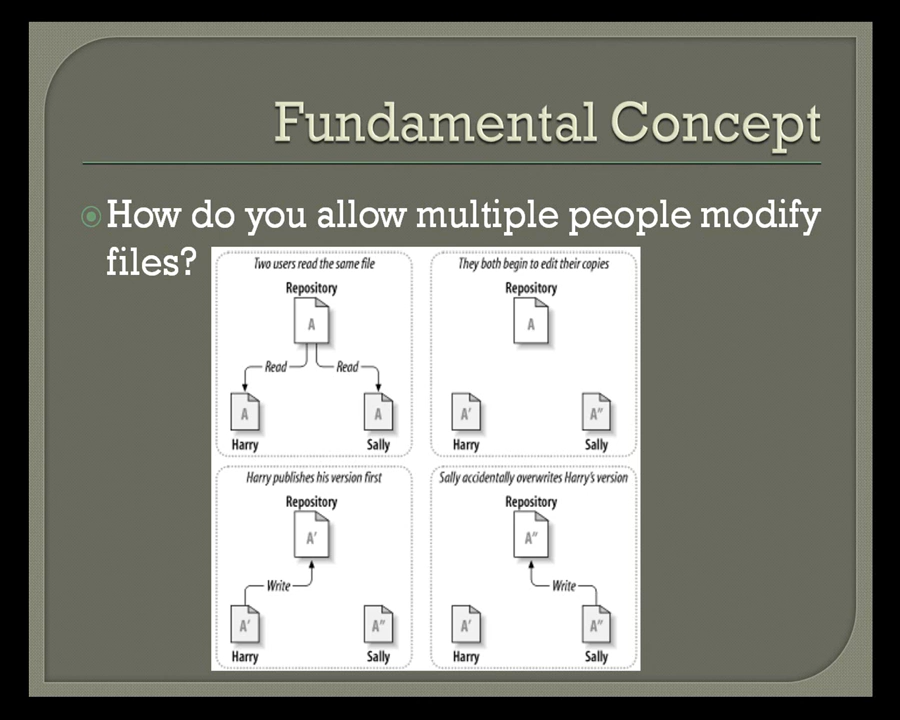 Fundamental Concept
How do you allow multiple people modify
files?
Two users read the same file
Repository
A
Read
Read
A
A
Harry
Sally
They both begin to edit their copies
Repository
A
A'
A"
Harry
Sally
Harry publishes his version first
Repository
A'
Write
A'
A"
Harry
Sally
Sally accidentally overwrites Harry's version
Repository
A"
Write
A'
A"
Harry
Sally